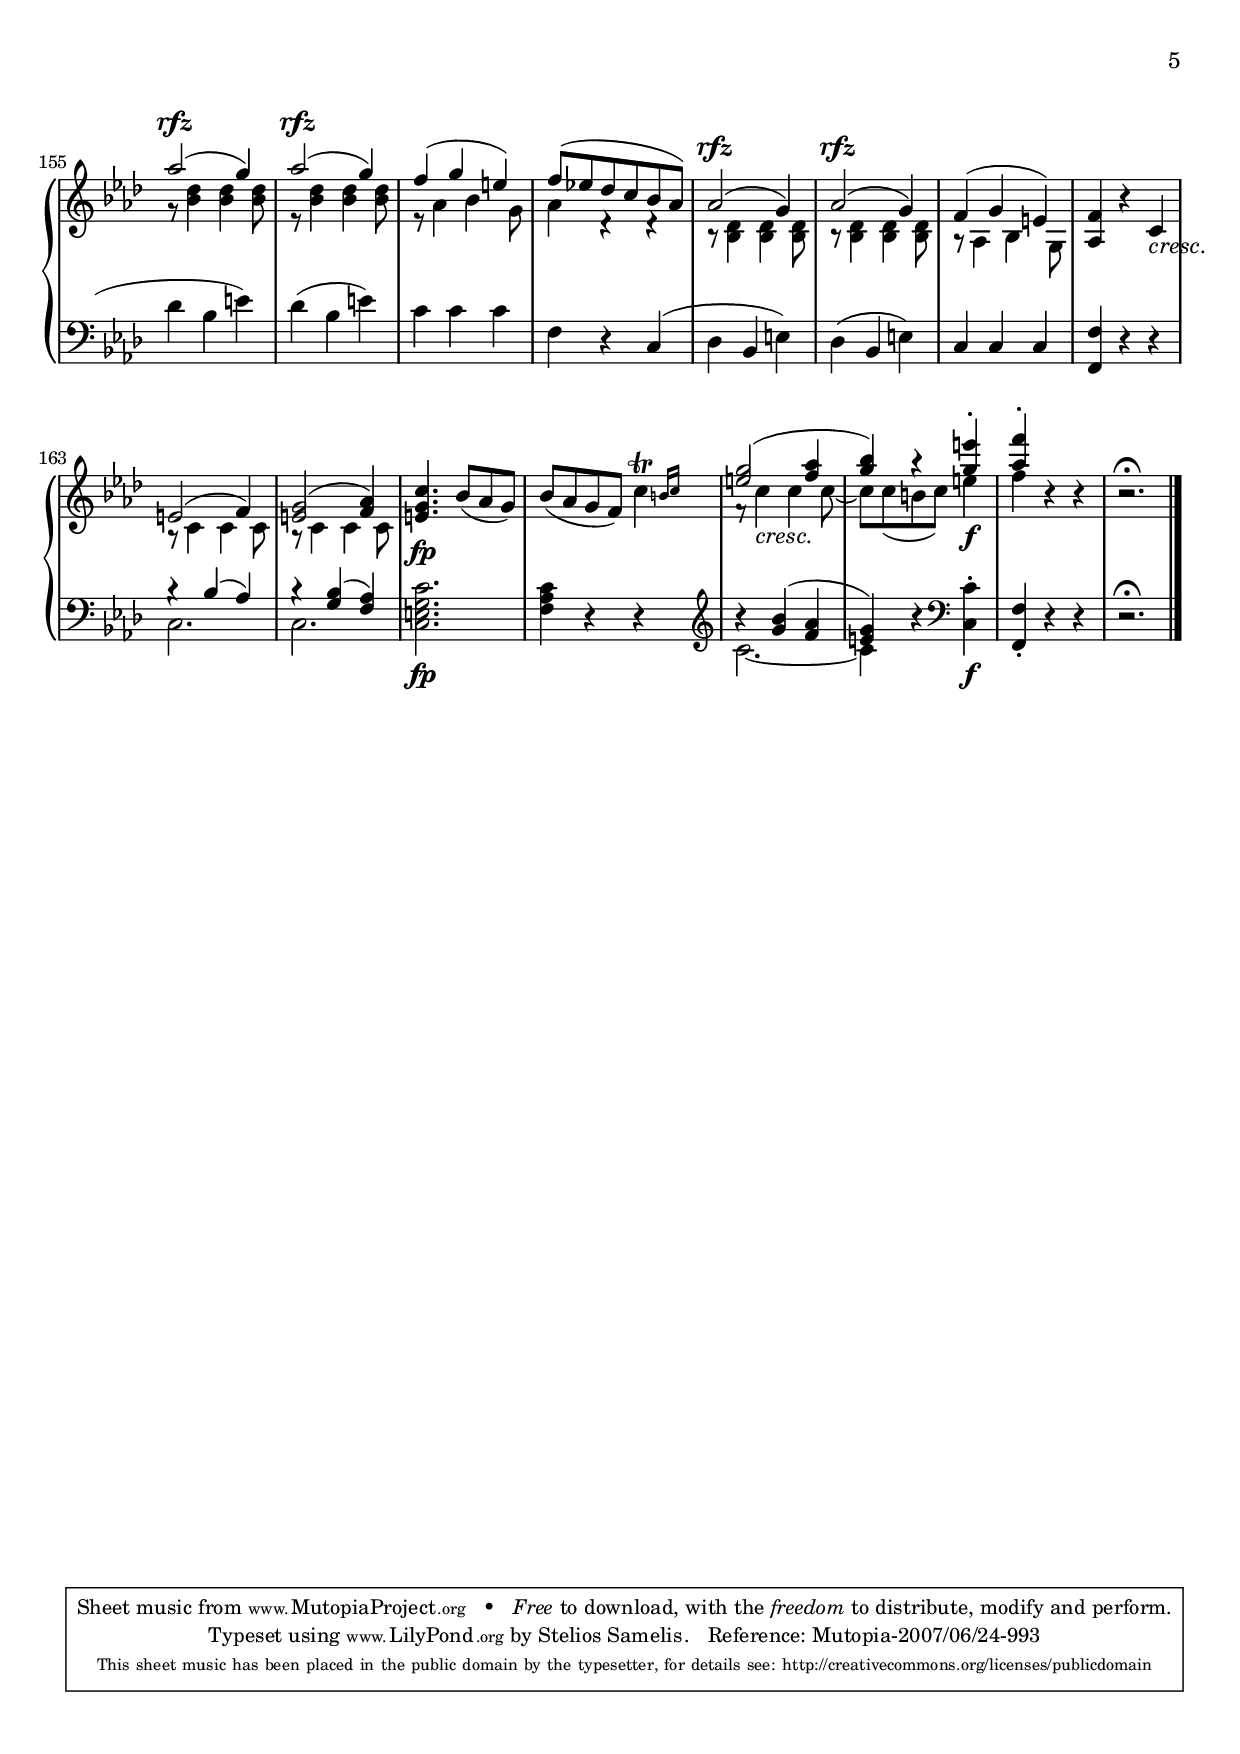 5
rfz rfz rfz rfz
155
cresc.
163
tr
fp cresc. f
fp f
Sheet music from www.MutopiaProject.org • Free to download, with the freedom to distribute, modify and perform.
Typeset using www.LilyPond.org by Stelios Samelis. Reference: Mutopia-2007/06/24-993
This sheet music has been placed in the public domain by the typesetter, for details see: http://creativecommons.org/licenses/publicdomain